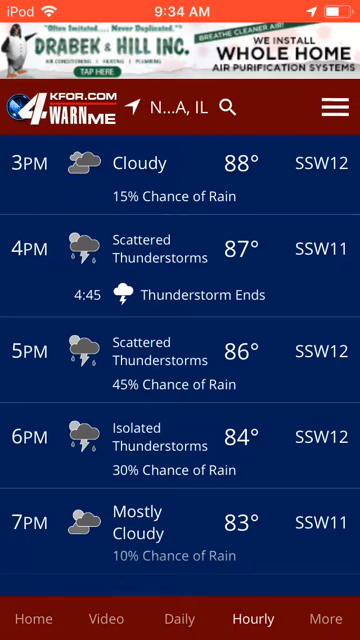 iPod 9:34 AM
"Often Imitated.... Never Duplicated."
DRABEK & HILL INC.
AIR CONDITIONING | HEATING | PLUMBING
TAP HERE
BREATHE CLEANER AIR!
WE INSTALL
WHOLE HOME
AIR PURIFICATION SYSTEMS
4 KFOR.COM
WARN ME
N...A, IL
3PM Cloudy 88° SSW12
15% Chance of Rain
4PM Scattered Thunderstorms 87° SSW11
4:45 Thunderstorm Ends
5PM Scattered Thunderstorms 86° SSW12
45% Chance of Rain
6PM Isolated Thunderstorms 84° SSW12
30% Chance of Rain
7PM Mostly Cloudy 83° SSW11
10% Chance of Rain
Home Video Daily Hourly More